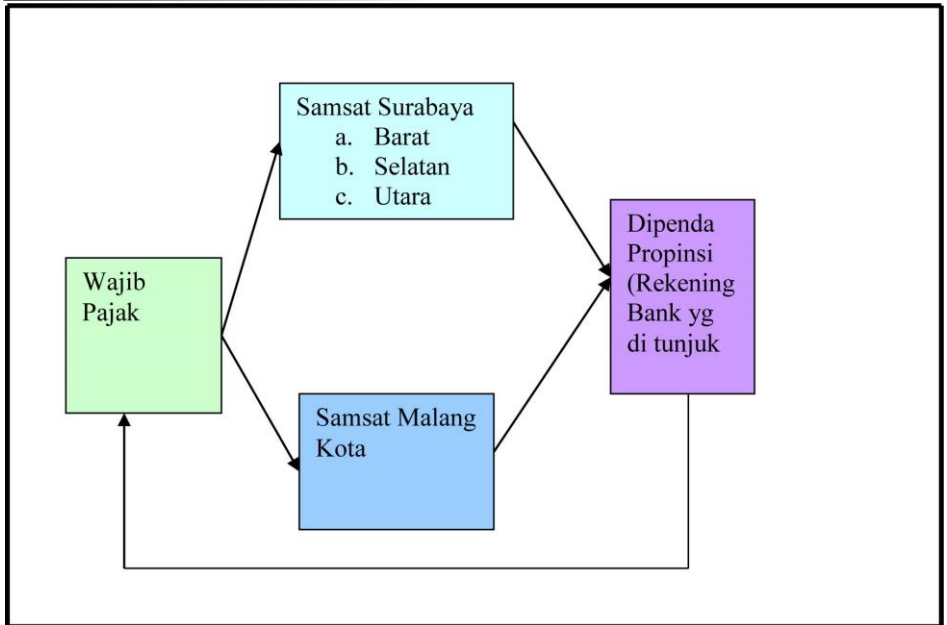 Wajib
Pajak
Samsat Surabaya
a. Barat
b. Selatan
c. Utara
Samsat Malang
Kota
Dipenda
Propinsi
(Rekening
Bank yg
di tunjuk